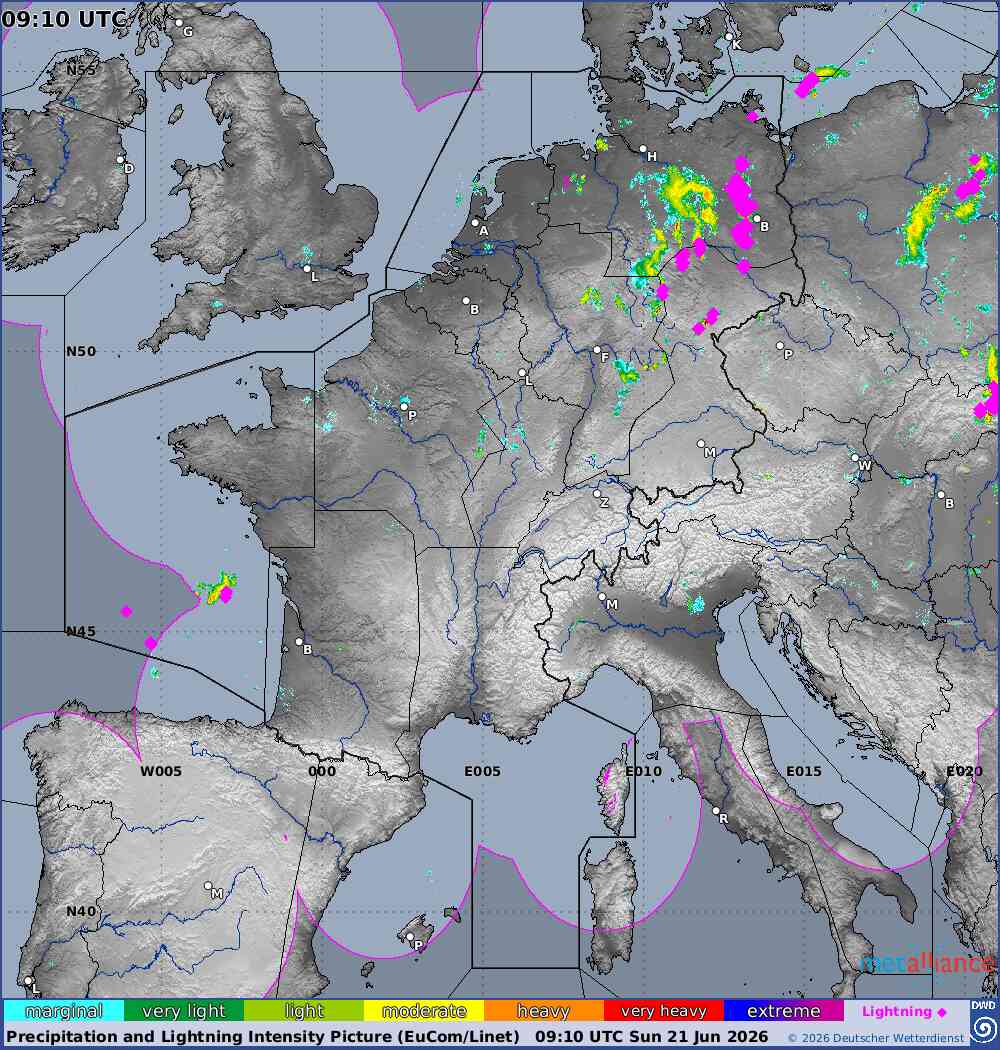 09:10 UTC
G
K
N55
D
H
A
B
L
B
N50
P
F
L
P
M
W
Z
B
M
N45
B
W005
000
E005
E010
E015
E020
R
M
N40
P
L
metalliance
marginal
very light
light
moderate
heavy
very heavy
extreme
Lightning
DWD
Precipitation and Lightning Intensity Picture (EuCom/Linet) 09:10 UTC Sun 21 Jun 2026
© 2026 Deutscher Wetterdienst